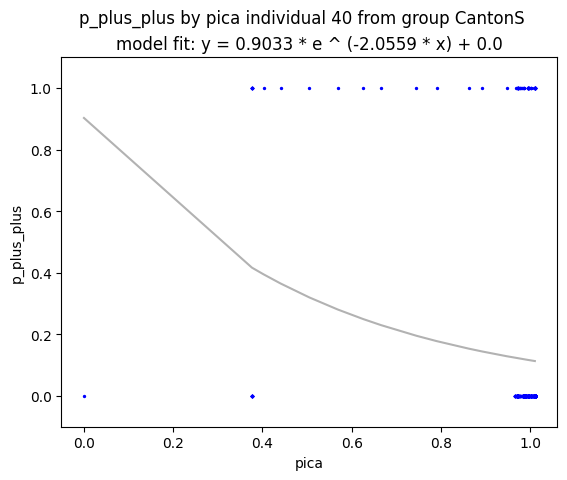 p_plus_plus by pica individual 40 from group CantonS
model fit: y = 0.9033 * e ^ (-2.0559 * x) + 0.0
1.0
0.8
0.6
0.4
0.2
0.0
p_plus_plus
0.0 0.2 0.4 0.6 0.8 1.0
pica